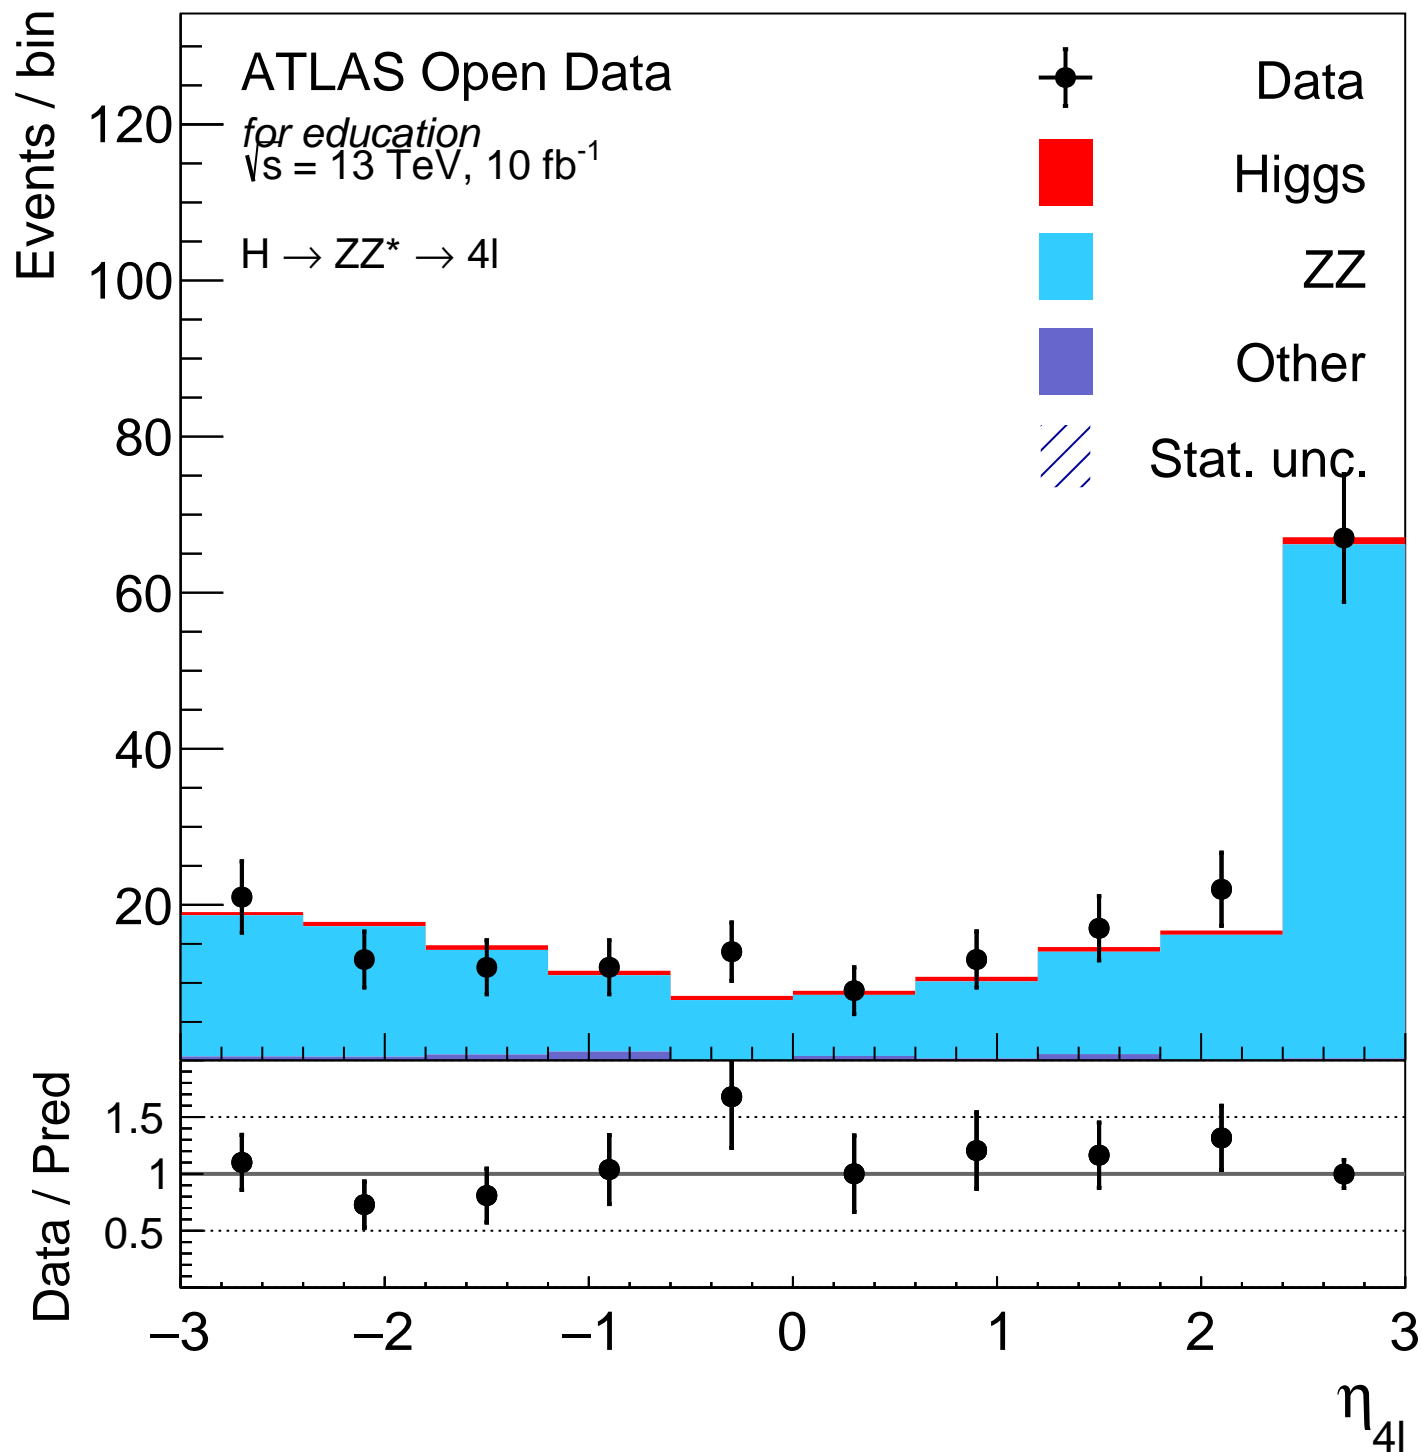 Events / bin
120
100
80
60
40
20
ATLAS Open Data
for education
√s = 13 TeV, 10 fb-1
H → ZZ* → 4l
Data
Higgs
ZZ
Other
Stat. unc.
Data / Pred
1.5
1
0.5
–3 –2 –1 0 1 2 3
η4l